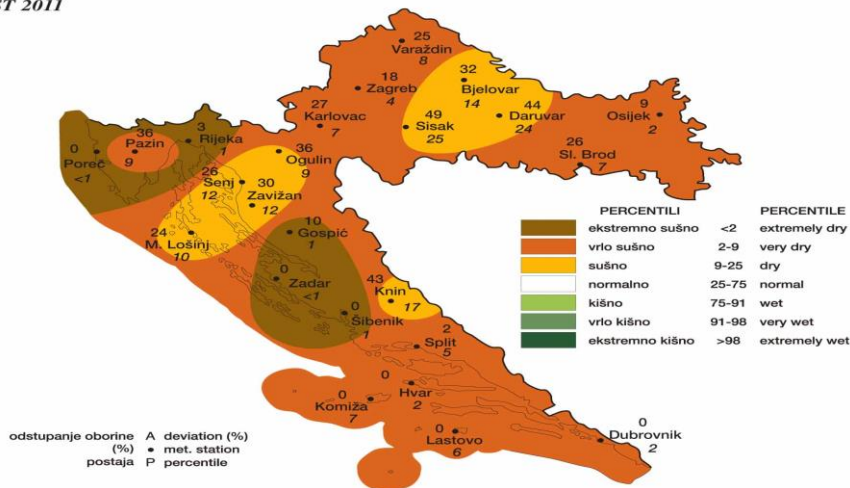 ST 2011
25
Varaždin
8
18
Zagreb
4
32
Bjelovar
14
44
Daruvar
24
9
Osijek
2
27
Karlovac
7
49
Sisak
25
26
Sl. Brod
7
36
Pazin
9
3
Rijeka
1
0
Poreč
<1
36
Ogulin
9
26
Senj
12
30
Zavižan
12
24
M. Lošinj
10
10
Gospić
1
0
Zadar
<1
43
Knin
17
0
Šibenik
1
2
Split
5
0
Hvar
2
0
Komiža
7
0
Lastovo
6
0
Dubrovnik
2
PERCENTILI PERCENTILE
ekstremno sušno <2 extremely dry
vrlo sušno 2-9 very dry
sušno 9-25 dry
normalno 25-75 normal
kišno 75-91 wet
vrlo kišno 91-98 very wet
ekstremno kišno >98 extremely wet
odstupanje oborine A deviation (%)
(%) • met. station
postaja P percentile